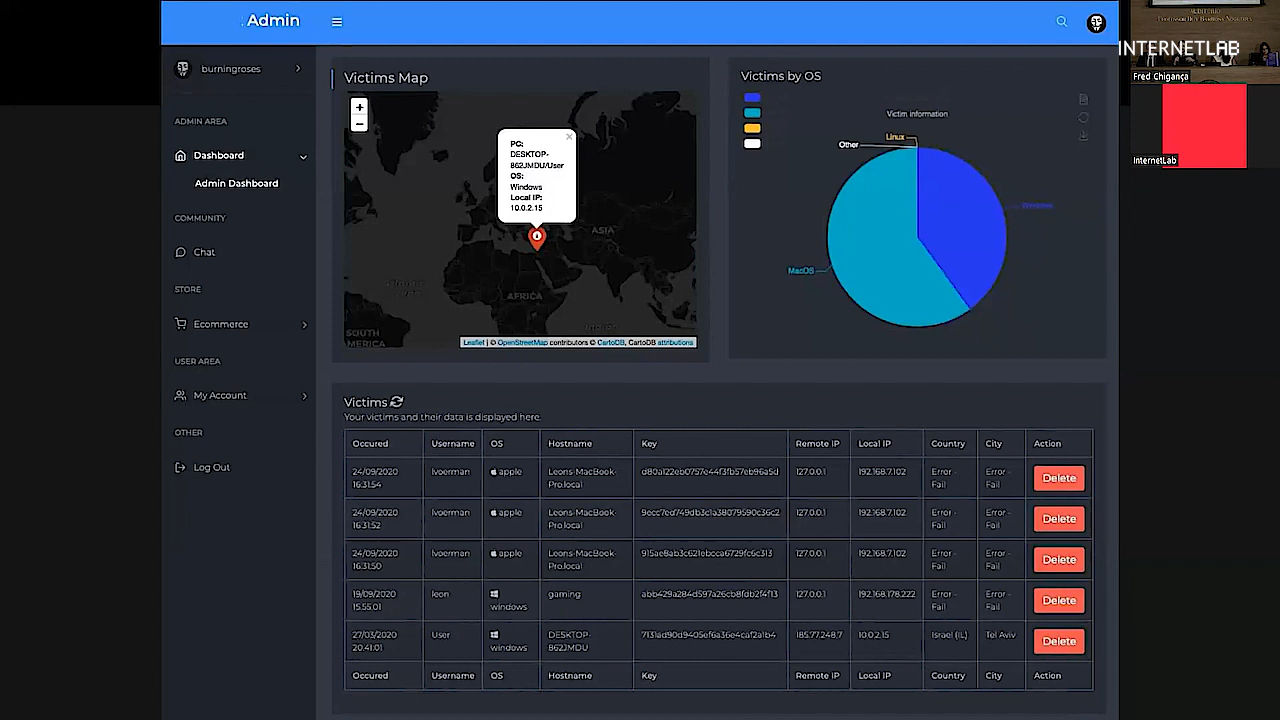 . Admin
burningroses
ADMIN AREA
Dashboard
Admin Dashboard
COMMUNITY
Chat
STORE
Ecommerce
USER AREA
My Account
OTHER
Log Out
Victims Map
+
−
×
PC:
DESKTOP-
862JMDU/User
OS:
Windows
Local IP:
10.0.2.15
ASIA
AFRICA
SOUTH
AMERICA
Leaflet | © OpenStreetMap contributors © CartoDB, CartoDB attributions
Victims by OS
Victim information
Linux
Other
Windows
MacOS
Victims
Your victims and their data is displayed here.
Occured Username OS Hostname Key Remote IP Local IP Country City Action
24/09/2020 16:31:54 lvoerman apple Leons-MacBook-Pro.local d80a122eb0757e44f3fb57eb96a5d 127.0.0.1 192.168.7.102 Error - Fail Error - Fail Delete
24/09/2020 16:31:52 lvoerman apple Leons-MacBook-Pro.local 9ecc7ed749db3c1a38079590c36c2 127.0.0.1 192.168.7.102 Error - Fail Error - Fail Delete
24/09/2020 16:31:50 lvoerman apple Leons-MacBook-Pro.local 915ae8ab3c621ebcca6729fc6c313 127.0.0.1 192.168.7.102 Error - Fail Error - Fail Delete
19/09/2020 15:55:01 leon windows gaming abb429a284d597a26cb8fdb2f4f13 127.0.0.1 192.168.178.222 Error - Fail Error - Fail Delete
27/03/2020 20:41:01 User windows DESKTOP-862JMDU 7131ad90d9405ef6a36e4caf2a1b4 185.77.248.7 10.0.2.15 Israel (IL) Tel Aviv Delete
Occured Username OS Hostname Key Remote IP Local IP Country City Action
INTERNETLAB
Fred Chigança
InternetLab